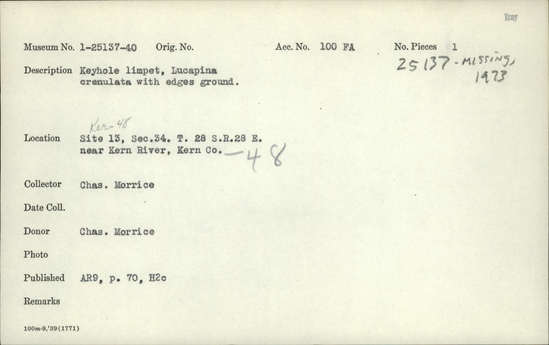 Museum No. 1-25137-40 Orig. No. Acc. No. 100 FA No. Pieces 1
25137 - MISSING, 1973
Description Keyhole limpet, Lucapina
crenulata with edges ground.
Ker-48
Location Site 13, Sec.34. T. 28 S.R.28 E.
near Kern River, Kern Co. -48
Collector Chas. Morrice
Date Coll.
Donor Chas. Morrice
Photo
Published AR9, p. 70, H2c
Remarks
100m-9,'39(1771)